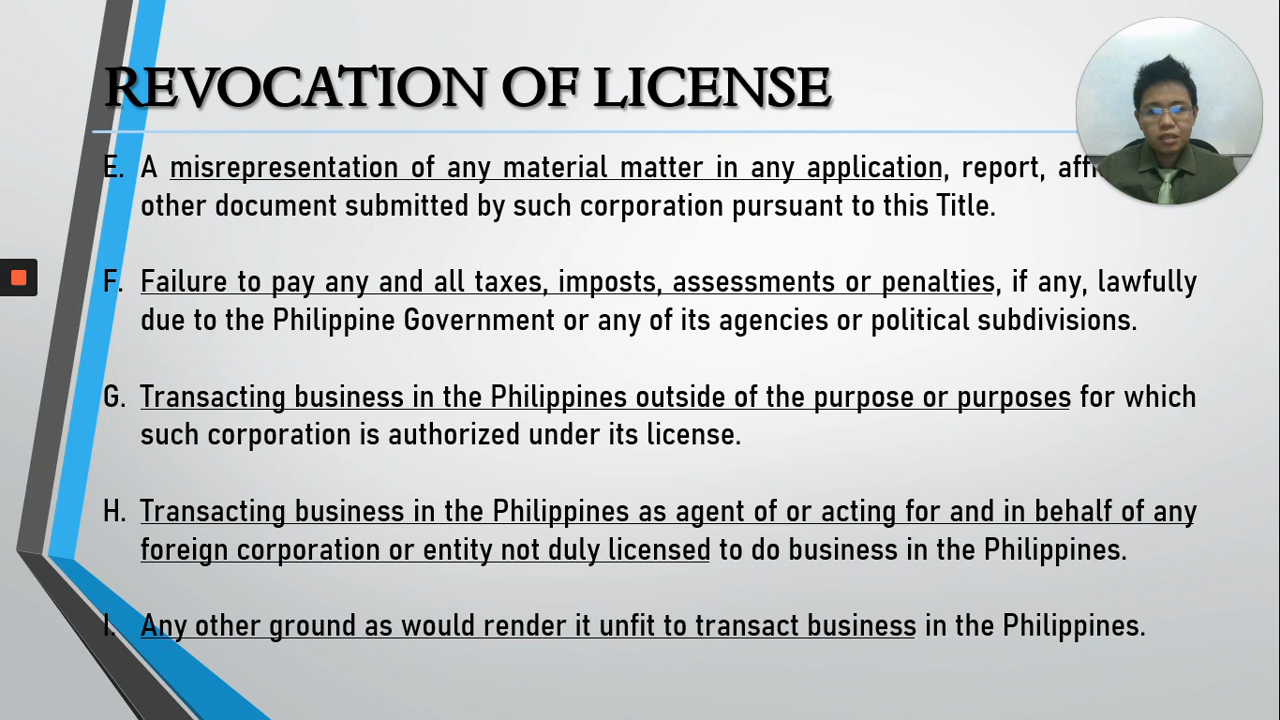 REVOCATION OF LICENSE
E. A misrepresentation of any material matter in any application, report,
other document submitted by such corporation pursuant to this Title.
F. Failure to pay any and all taxes, imposts, assessments or penalties, if any, lawfully
due to the Philippine Government or any of its agencies or political subdivisions.
G. Transacting business in the Philippines outside of the purpose or purposes for which
such corporation is authorized under its license.
H. Transacting business in the Philippines as agent of or acting for and in behalf of any
foreign corporation or entity not duly licensed to do business in the Philippines.
I. Any other ground as would render it unfit to transact business in the Philippines.